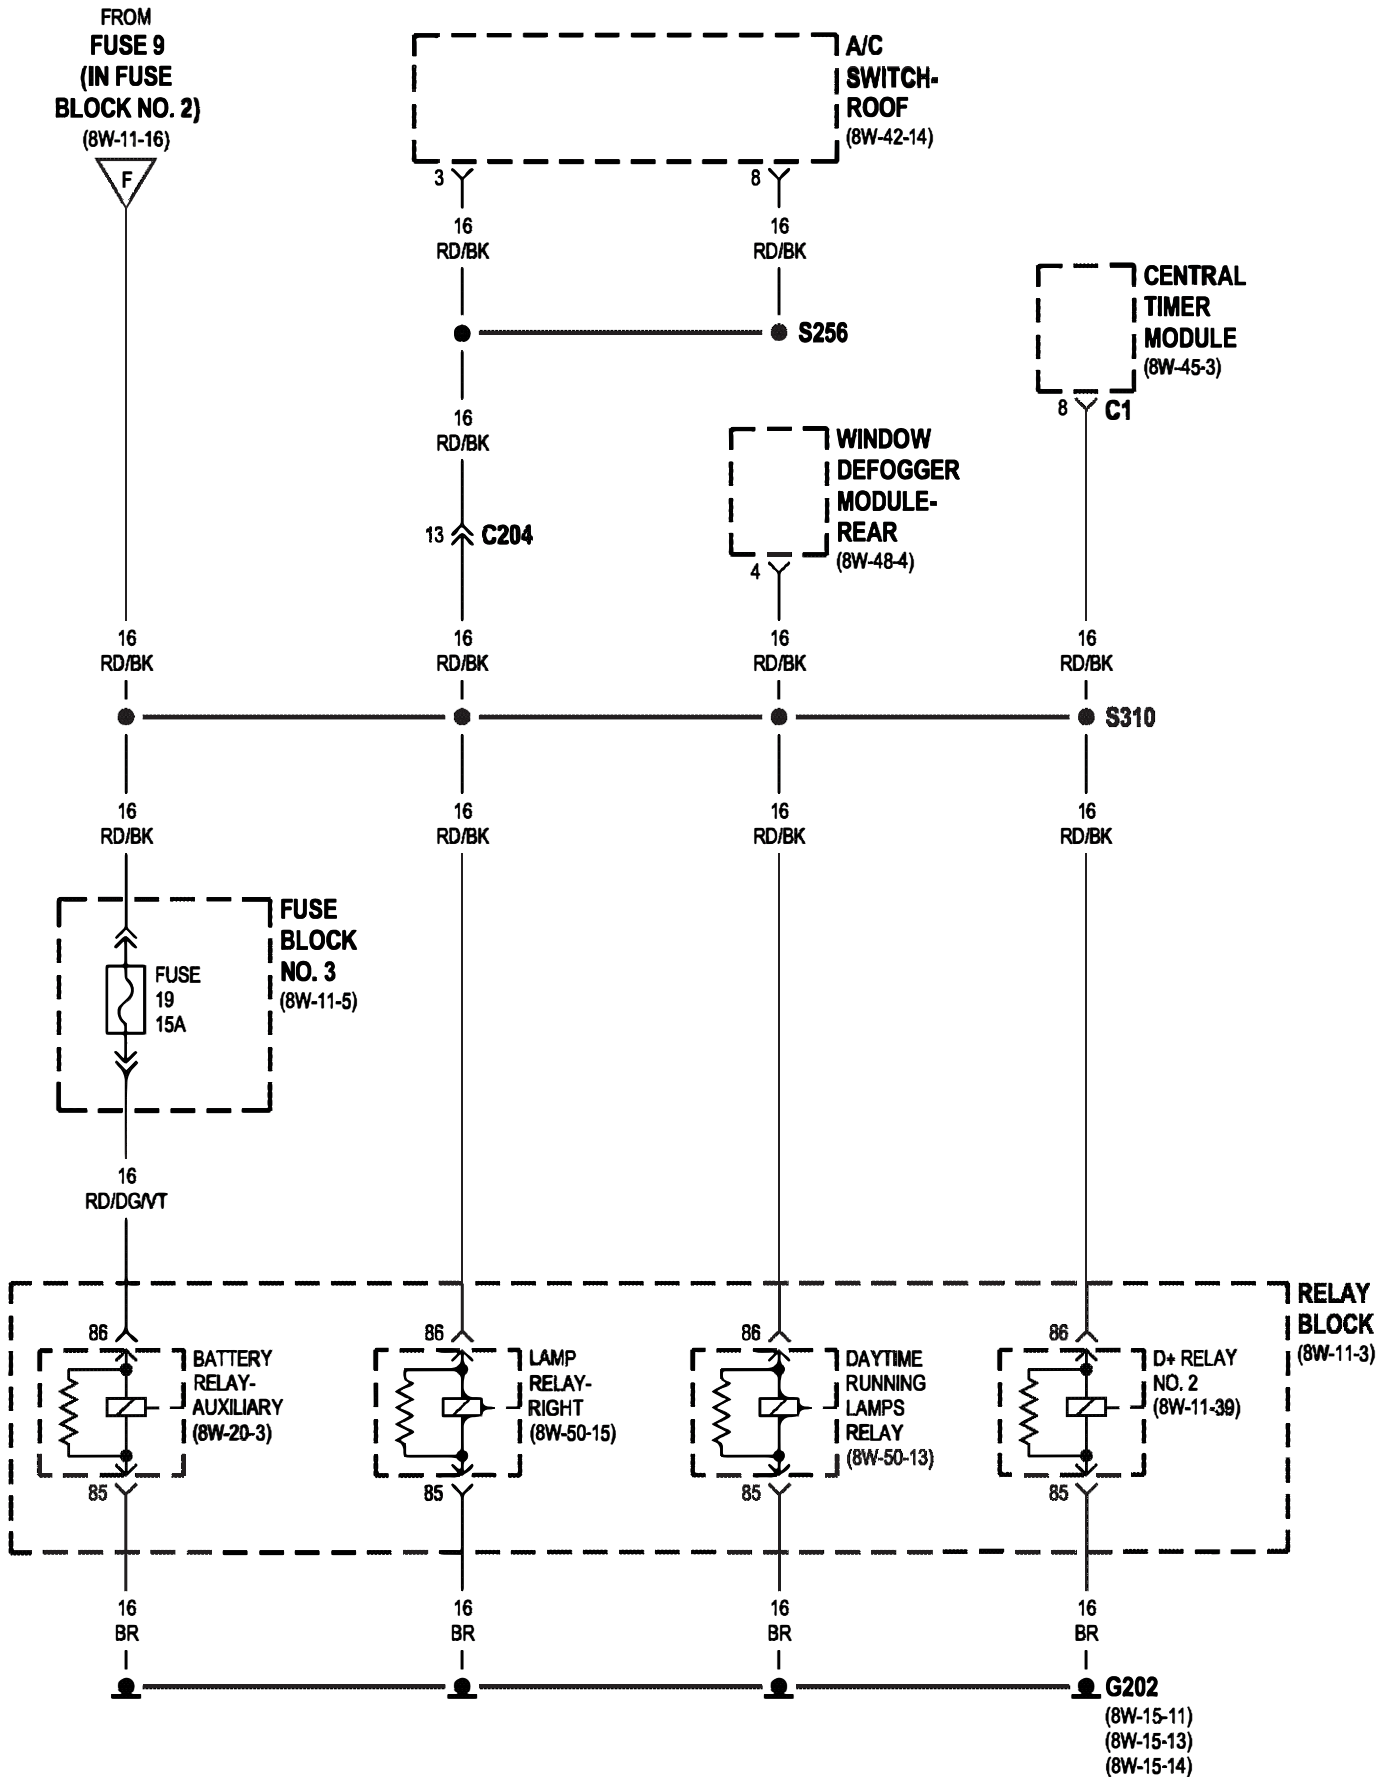 FROM
FUSE 9
(IN FUSE
BLOCK NO. 2)
(8W-11-16)
F
A/C
SWITCH-
ROOF
(8W-42-14)
3
8
16
RD/BK
16
RD/BK
S256
CENTRAL
TIMER
MODULE
(8W-45-3)
8
C1
16
RD/BK
WINDOW
DEFOGGER
MODULE-
REAR
(8W-48-4)
4
13
C204
16
RD/BK
16
RD/BK
16
RD/BK
16
RD/BK
S310
16
RD/BK
16
RD/BK
16
RD/BK
16
RD/BK
FUSE
BLOCK
NO. 3
(8W-11-5)
FUSE
19
15A
16
RD/DG/VT
RELAY
BLOCK
(8W-11-3)
86
BATTERY
RELAY-
AUXILIARY
(8W-20-3)
85
86
LAMP
RELAY-
RIGHT
(8W-50-15)
85
86
DAYTIME
RUNNING
LAMPS
RELAY
(8W-50-13)
85
86
D+ RELAY
NO. 2
(8W-11-39)
85
16
BR
16
BR
16
BR
16
BR
G202
(8W-15-11)
(8W-15-13)
(8W-15-14)